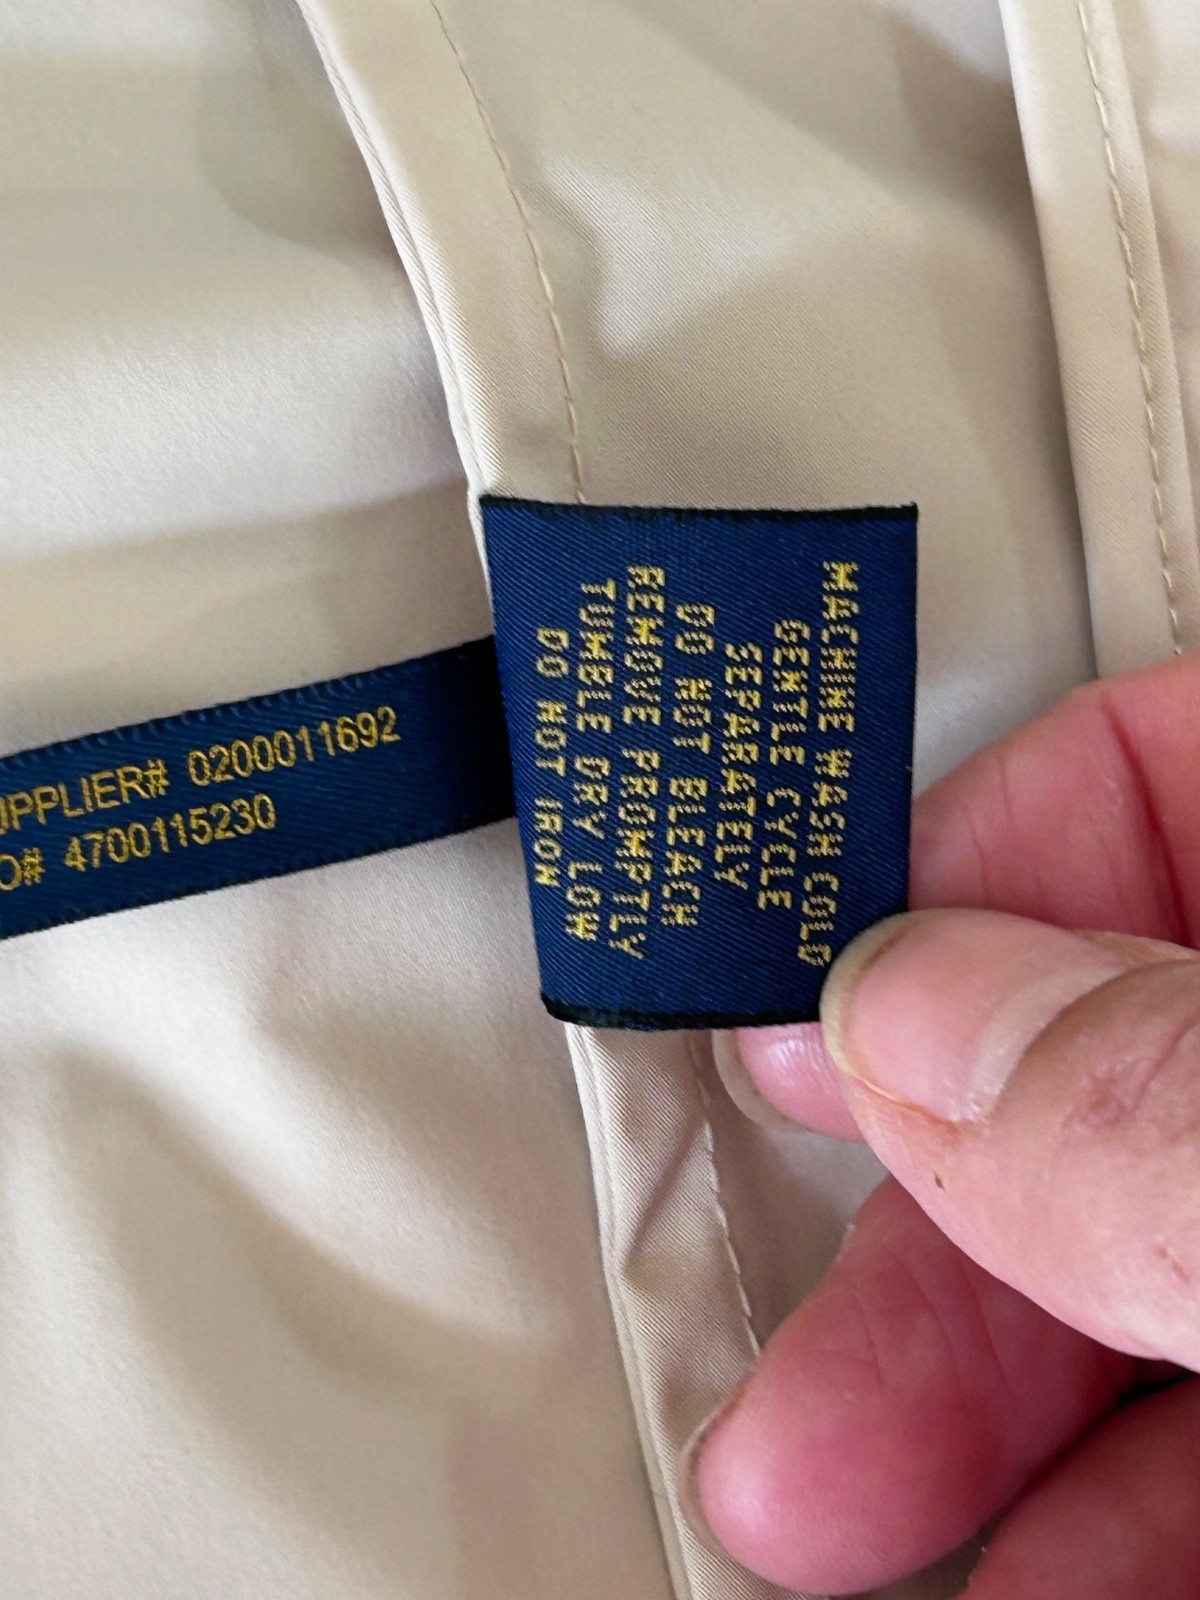 MACHINE WASH COLD
GENTLE CYCLE
SEPARATELY
DO NOT BLEACH
REMOVE PROMPTLY
TUMBLE DRY LOW
DO NOT IRON
UPPLIER# 0200011692
O# 4700115230